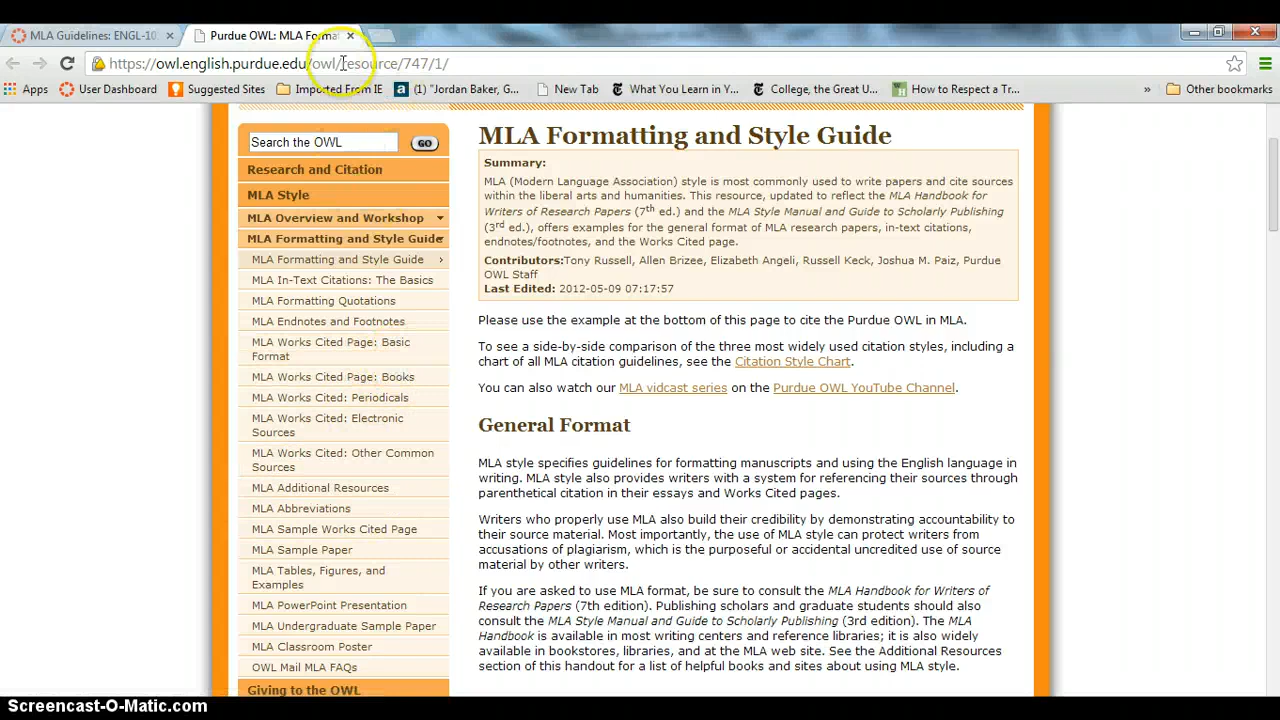 MLA Guidelines: ENGL-10
Purdue OWL: MLA Forma
https://owl.english.purdue.edu/owl/resource/747/1/
Apps
User Dashboard
Suggested Sites
Imported From IE
(1) "Jordan Baker, G...
New Tab
What You Learn in Y...
College, the Great U...
How to Respect a Tr...
»
Other bookmarks
Search the OWL
GO
Research and Citation
MLA Style
MLA Overview and Workshop
MLA Formatting and Style Guide
MLA Formatting and Style Guide
MLA In-Text Citations: The Basics
MLA Formatting Quotations
MLA Endnotes and Footnotes
MLA Works Cited Page: Basic
Format
MLA Works Cited Page: Books
MLA Works Cited: Periodicals
MLA Works Cited: Electronic
Sources
MLA Works Cited: Other Common
Sources
MLA Additional Resources
MLA Abbreviations
MLA Sample Works Cited Page
MLA Sample Paper
MLA Tables, Figures, and
Examples
MLA PowerPoint Presentation
MLA Undergraduate Sample Paper
MLA Classroom Poster
OWL Mail MLA FAQs
Giving to the OWL
MLA Formatting and Style Guide
Summary:
MLA (Modern Language Association) style is most commonly used to write papers and cite sources
within the liberal arts and humanities. This resource, updated to reflect the MLA Handbook for
Writers of Research Papers (7th ed.) and the MLA Style Manual and Guide to Scholarly Publishing
(3rd ed.), offers examples for the general format of MLA research papers, in-text citations,
endnotes/footnotes, and the Works Cited page.
Contributors:Tony Russell, Allen Brizee, Elizabeth Angeli, Russell Keck, Joshua M. Paiz, Purdue
OWL Staff
Last Edited: 2012-05-09 07:17:57
Please use the example at the bottom of this page to cite the Purdue OWL in MLA.
To see a side-by-side comparison of the three most widely used citation styles, including a
chart of all MLA citation guidelines, see the Citation Style Chart.
You can also watch our MLA vidcast series on the Purdue OWL YouTube Channel.
General Format
MLA style specifies guidelines for formatting manuscripts and using the English language in
writing. MLA style also provides writers with a system for referencing their sources through
parenthetical citation in their essays and Works Cited pages.
Writers who properly use MLA also build their credibility by demonstrating accountability to
their source material. Most importantly, the use of MLA style can protect writers from
accusations of plagiarism, which is the purposeful or accidental uncredited use of source
material by other writers.
If you are asked to use MLA format, be sure to consult the MLA Handbook for Writers of
Research Papers (7th edition). Publishing scholars and graduate students should also
consult the MLA Style Manual and Guide to Scholarly Publishing (3rd edition). The MLA
Handbook is available in most writing centers and reference libraries; it is also widely
available in bookstores, libraries, and at the MLA web site. See the Additional Resources
section of this handout for a list of helpful books and sites about using MLA style.
Screencast-O-Matic.com